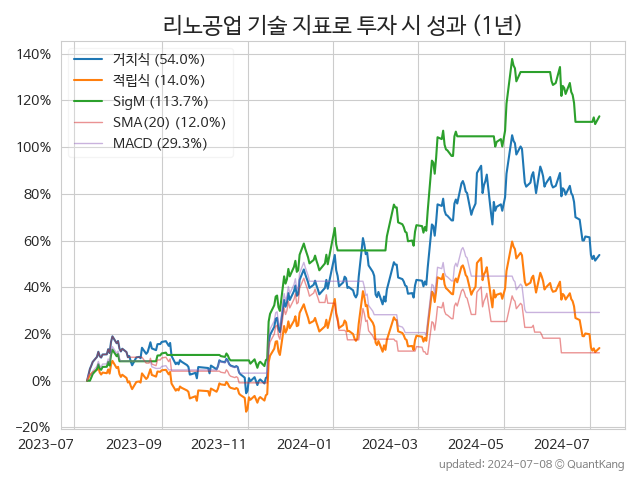 리노공업 기술 지표로 투자 시 성과 (1년)
140%
120%
100%
80%
60%
40%
20%
0%
−20%
거치식 (54.0%)
적립식 (14.0%)
SigM (113.7%)
SMA(20) (12.0%)
MACD (29.3%)
2023-07 2023-09 2023-11 2024-01 2024-03 2024-05 2024-07
updated: 2024-07-08 © QuantKang